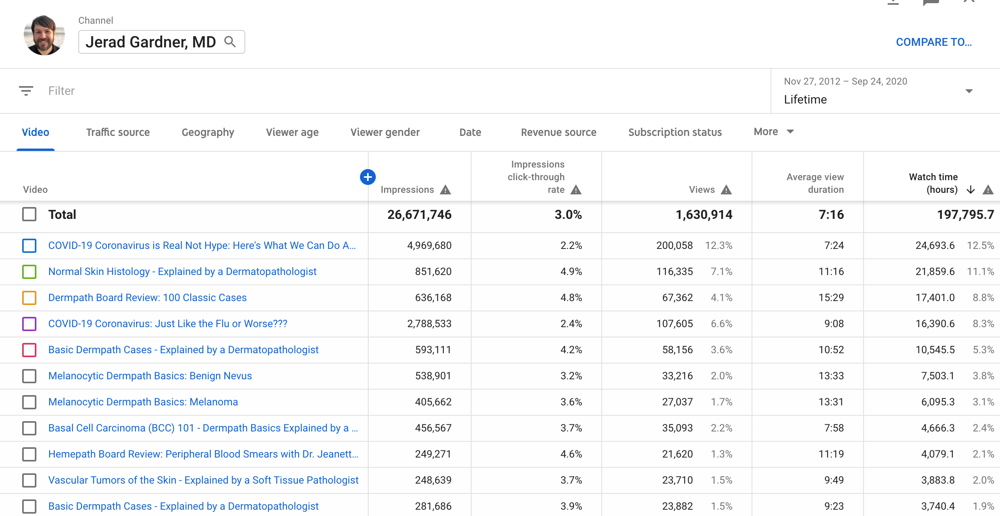 Channel
Jerad Gardner, MD
COMPARE TO...
Filter
Nov 27, 2012 – Sep 24, 2020
Lifetime
Video Traffic source Geography Viewer age Viewer gender Date Revenue source Subscription status More
Video Impressions Impressions click-through rate Views Average view duration Watch time (hours)
Total 26,671,746 3.0% 1,630,914 7:16 197,795.7
COVID-19 Coronavirus is Real Not Hype: Here's What We Can Do A... 4,969,680 2.2% 200,058 12.3% 7:24 24,693.6 12.5%
Normal Skin Histology - Explained by a Dermatopathologist 851,620 4.9% 116,335 7.1% 11:16 21,859.6 11.1%
Dermpath Board Review: 100 Classic Cases 636,168 4.8% 67,362 4.1% 15:29 17,401.0 8.8%
COVID-19 Coronavirus: Just Like the Flu or Worse??? 2,788,533 2.4% 107,605 6.6% 9:08 16,390.6 8.3%
Basic Dermpath Cases - Explained by a Dermatopathologist 593,111 4.2% 58,156 3.6% 10:52 10,545.5 5.3%
Melanocytic Dermpath Basics: Benign Nevus 538,901 3.2% 33,216 2.0% 13:33 7,503.1 3.8%
Melanocytic Dermpath Basics: Melanoma 405,662 3.6% 27,037 1.7% 13:31 6,095.3 3.1%
Basal Cell Carcinoma (BCC) 101 - Dermpath Basics Explained by a ... 456,567 3.7% 35,093 2.2% 7:58 4,666.3 2.4%
Hemepath Board Review: Peripheral Blood Smears with Dr. Jeanett... 249,271 4.6% 21,620 1.3% 11:19 4,079.1 2.1%
Vascular Tumors of the Skin - Explained by a Soft Tissue Pathologist 248,639 3.7% 23,710 1.5% 9:49 3,883.8 2.0%
Basic Dermpath Cases - Explained by a Dermatopathologist 281,686 3.9% 23,882 1.5% 9:23 3,740.4 1.9%